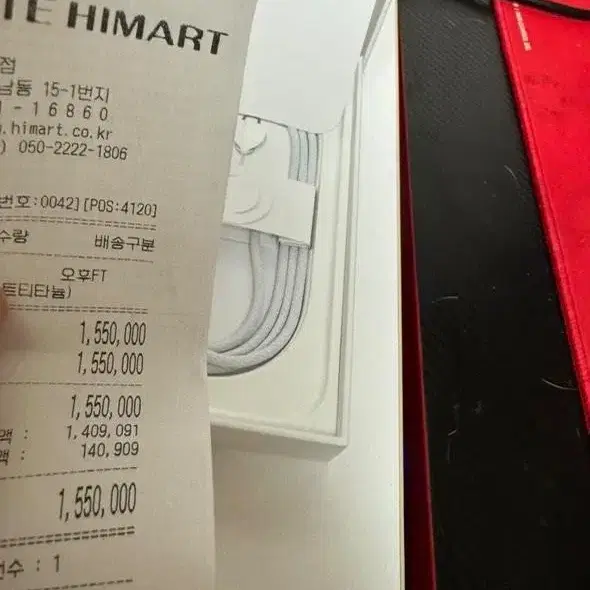 TE HIMART
점
남동 15-1번지
1-16860
.himart.co.kr
) 050-2222-1806
번호:0042] [POS:4120]
수량 배송구분
오후FT
트티타늄)
1,550,000
1,550,000
1,550,000
액 : 1,409,091
액 : 140,909
1,550,000
건수 : 1